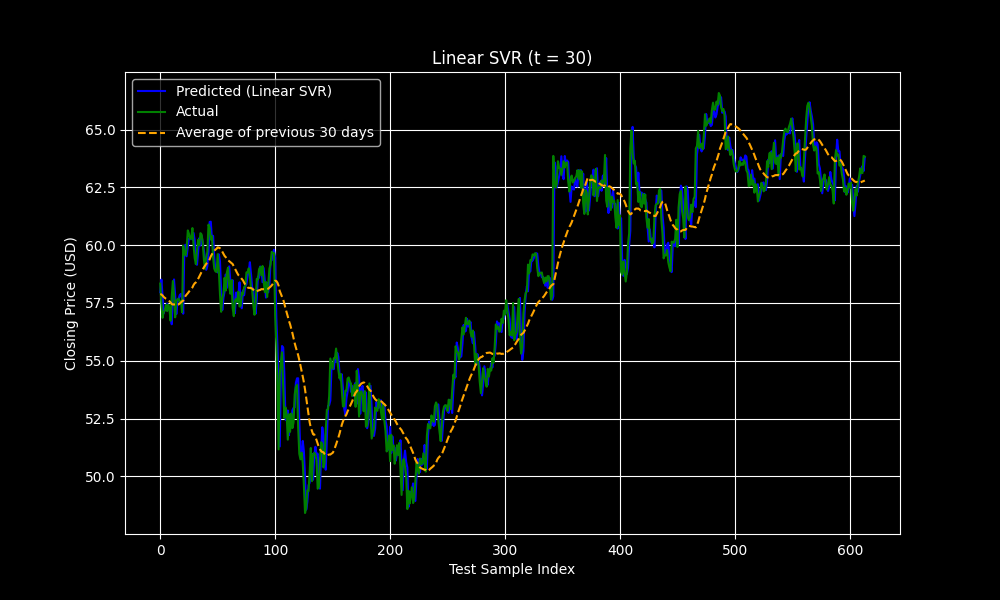 Linear SVR (t = 30)
Predicted (Linear SVR)
Actual
Average of previous 30 days
Closing Price (USD)
65.0
62.5
60.0
57.5
55.0
52.5
50.0
0 100 200 300 400 500 600
Test Sample Index